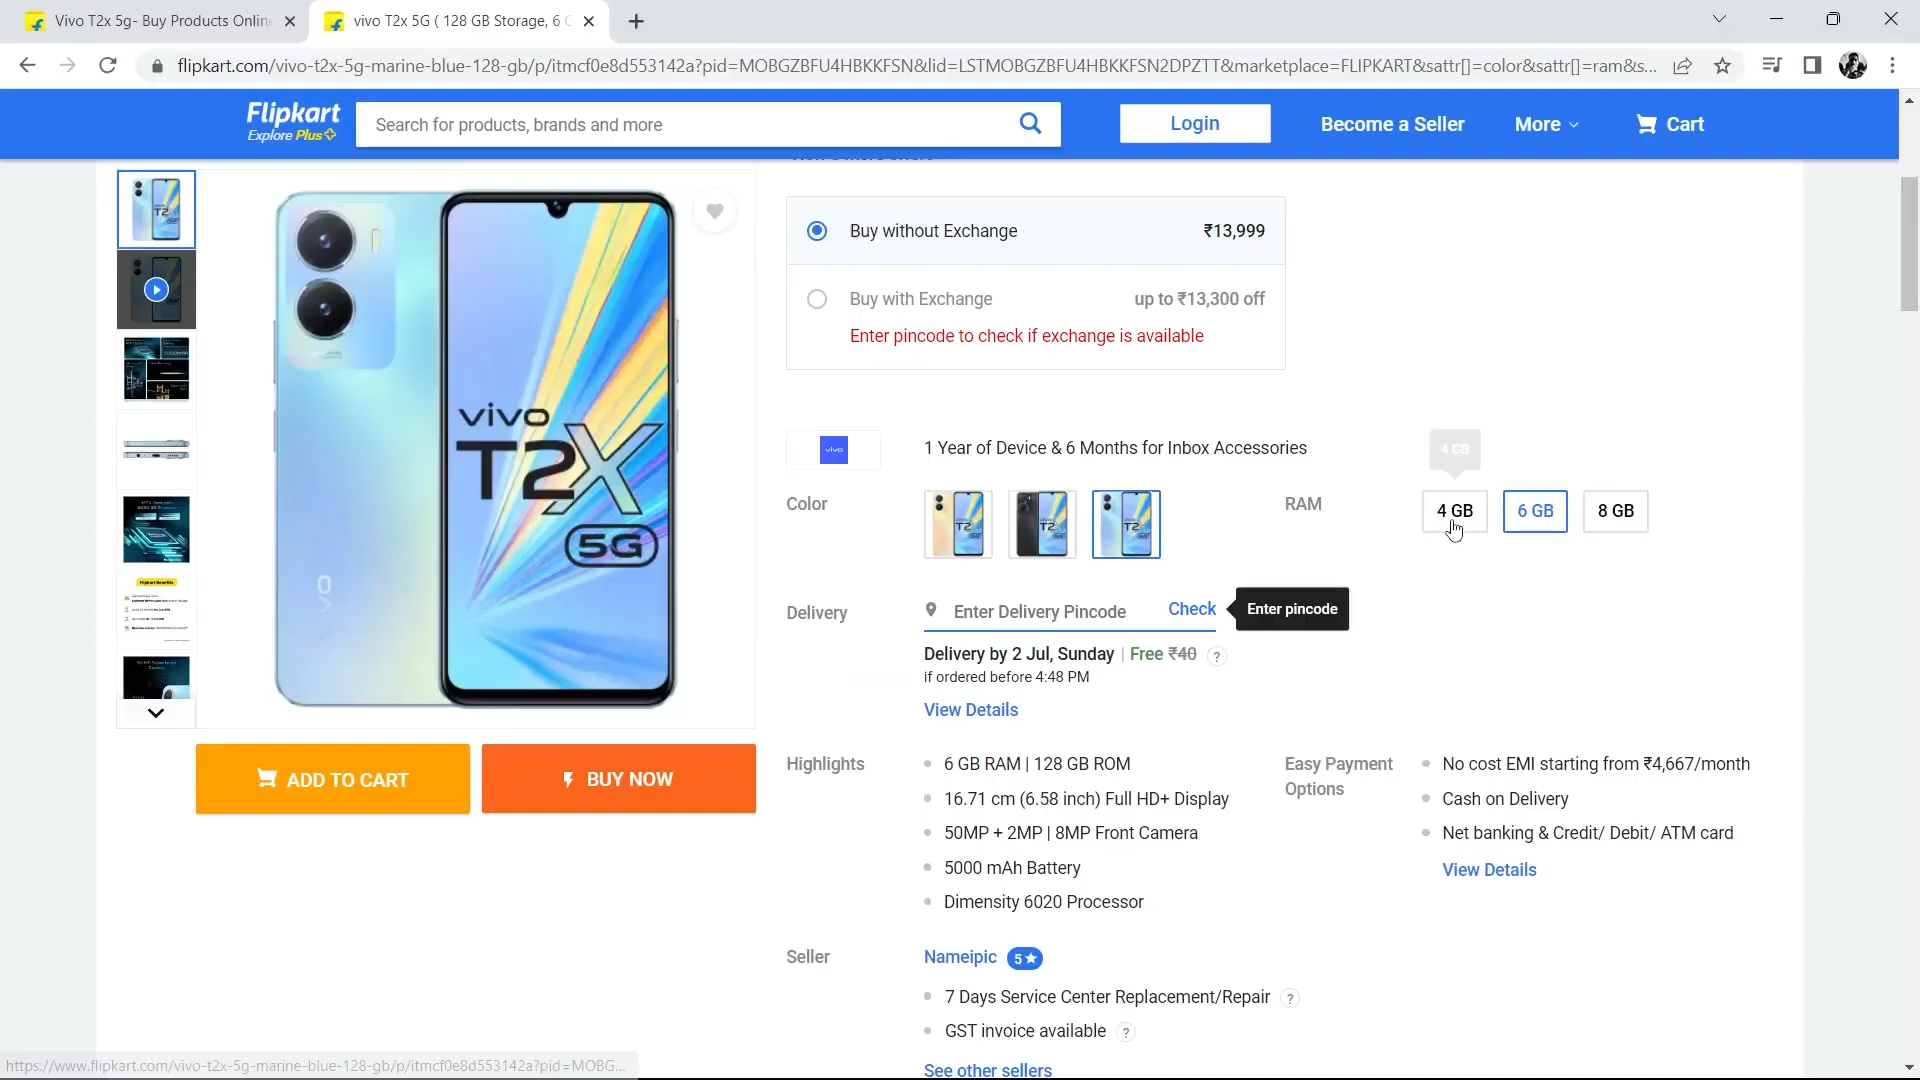 Vivo T2x 5g- Buy Products Onlin
vivo T2x 5G ( 128 GB Storage, 6 G
flipkart.com/vivo-t2x-5g-marine-blue-128-gb/p/itmcf0e8d553142a?pid=MOBGZBFU4HBKKFSN&lid=LSTMOBGZBFU4HBKKFSN2DPZTT&marketplace=FLIPKART&sattr[]=color&sattr[]=ram&s...
Flipkart
Explore Plus
Search for products, brands and more
Login
Become a Seller
More
Cart
Buy without Exchange
₹13,999
Buy with Exchange
up to ₹13,300 off
Enter pincode to check if exchange is available
vivo
T2X
5G
vivo
1 Year of Device & 6 Months for Inbox Accessories
4 GB
Color
RAM
4 GB
6 GB
8 GB
Delivery
Enter Delivery Pincode
Check
Enter pincode
Delivery by 2 Jul, Sunday | Free ₹40 ?
if ordered before 4:48 PM
View Details
ADD TO CART
BUY NOW
Highlights
6 GB RAM | 128 GB ROM
16.71 cm (6.58 inch) Full HD+ Display
50MP + 2MP | 8MP Front Camera
5000 mAh Battery
Dimensity 6020 Processor
Easy Payment
Options
No cost EMI starting from ₹4,667/month
Cash on Delivery
Net banking & Credit/ Debit/ ATM card
View Details
Seller
Nameipic 5★
7 Days Service Center Replacement/Repair ?
GST invoice available ?
See other sellers
https://www.flipkart.com/vivo-t2x-5g-marine-blue-128-gb/p/itmcf0e8d553142a?pid=MOBG...